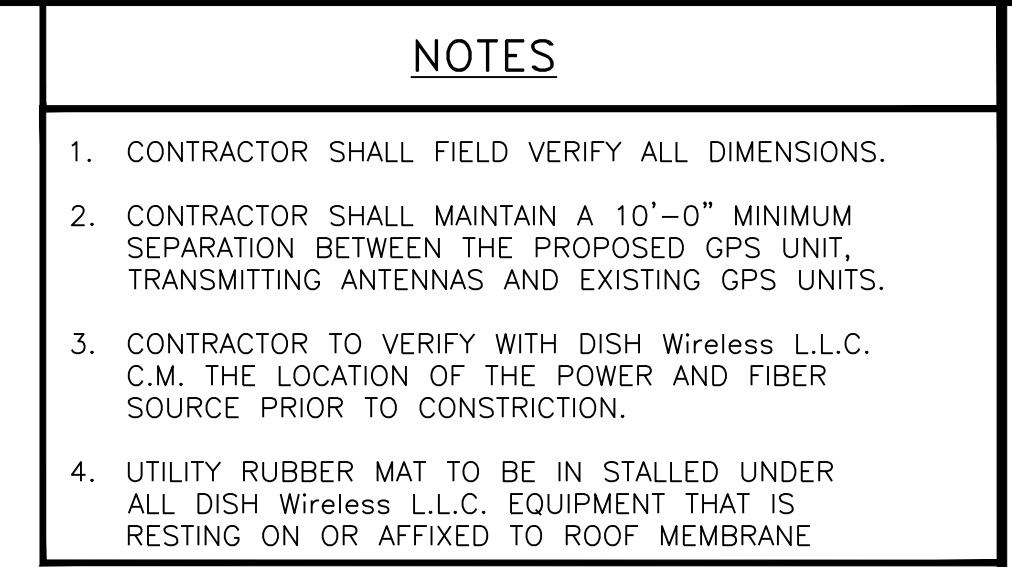 NOTES
1. CONTRACTOR SHALL FIELD VERIFY ALL DIMENSIONS.
2. CONTRACTOR SHALL MAINTAIN A 10'-0" MINIMUM
SEPARATION BETWEEN THE PROPOSED GPS UNIT,
TRANSMITTING ANTENNAS AND EXISTING GPS UNITS.
3. CONTRACTOR TO VERIFY WITH DISH Wireless L.L.C.
C.M. THE LOCATION OF THE POWER AND FIBER
SOURCE PRIOR TO CONSTRICTION.
4. UTILITY RUBBER MAT TO BE IN STALLED UNDER
ALL DISH Wireless L.L.C. EQUIPMENT THAT IS
RESTING ON OR AFFIXED TO ROOF MEMBRANE